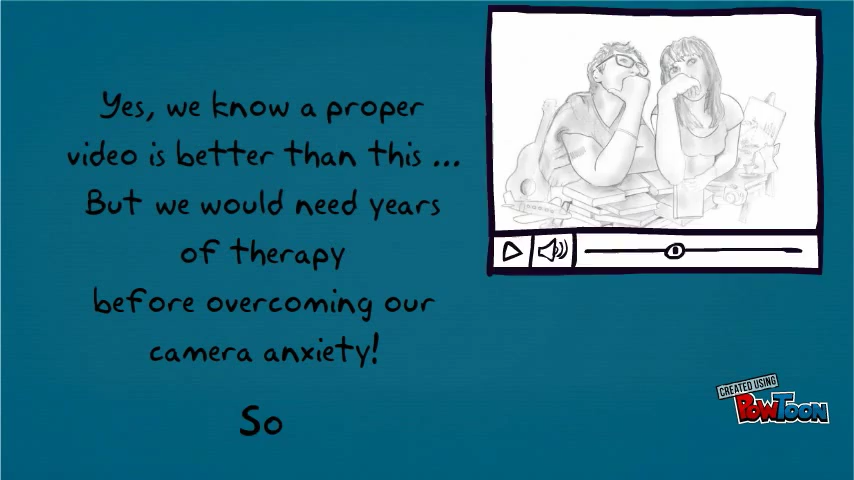 Yes, we know a proper
video is better than this ...
But we would need years
of therapy
before overcoming our
camera anxiety!
So
CREATED USING
POWTOON